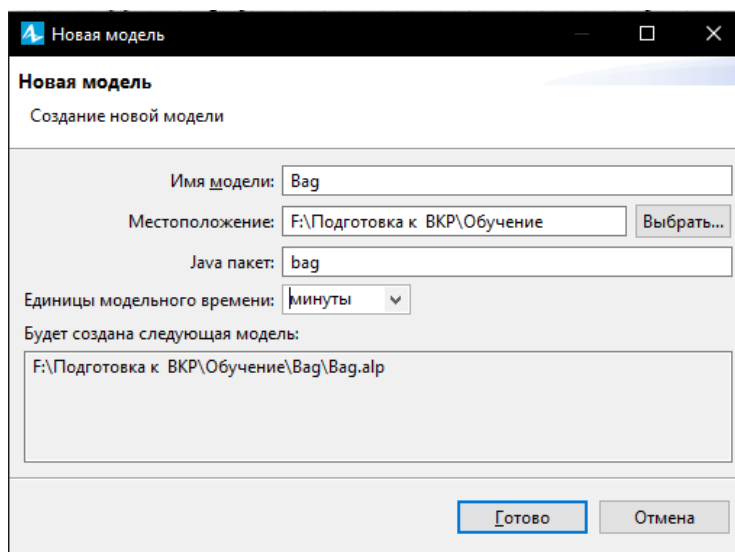 Новая модель
Новая модель
Создание новой модели
Имя модели: Bag
Местоположение: F:\Подготовка к ВКР\Обучение Выбрать...
Java пакет: bag
Единицы модельного времени: минуты
Будет создана следующая модель:
F:\Подготовка к ВКР\Обучение\Bag\Bag.alp
Готово Отмена